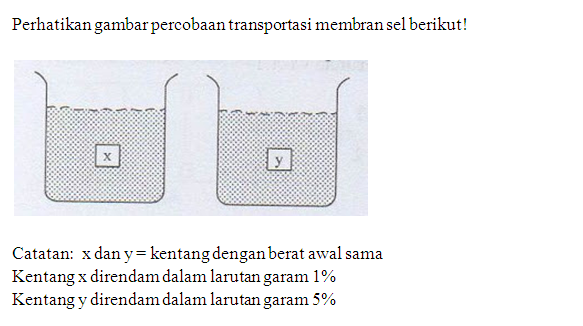 Perhatikan gambar percobaan transportasi membran sel berikut!
x
y
Catatan: x dan y = kentang dengan berat awal sama
Kentang x direndam dalam larutan garam 1%
Kentang y direndam dalam larutan garam 5%